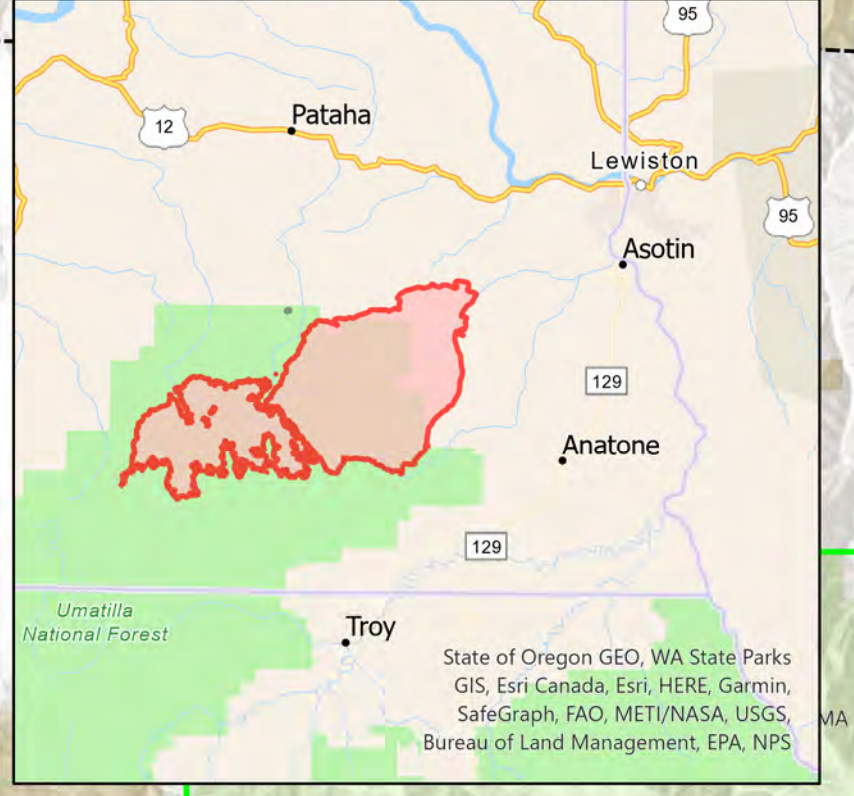 95
Pataha
12
Lewiston
95
Asotin
129
Anatone
129
Umatilla
National Forest
Troy
State of Oregon GEO, WA State Parks
GIS, Esri Canada, Esri, HERE, Garmin,
SafeGraph, FAO, METI/NASA, USGS,
Bureau of Land Management, EPA, NPS
MA